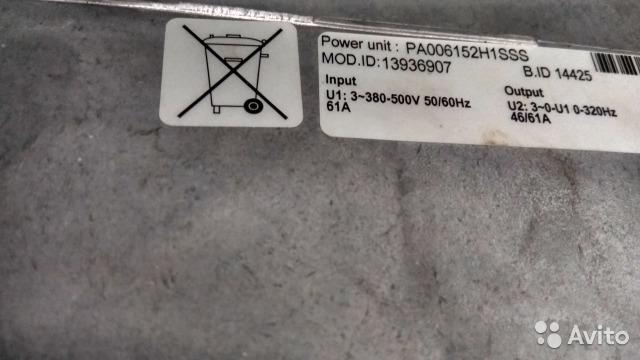 Power unit : PA006152H1SSS
MOD.ID:13936907 B.ID 14425
Input
U1: 3~380-500V 50/60Hz
61A
Output
U2: 3~0-U1 0-320Hz
46/61A
Avito